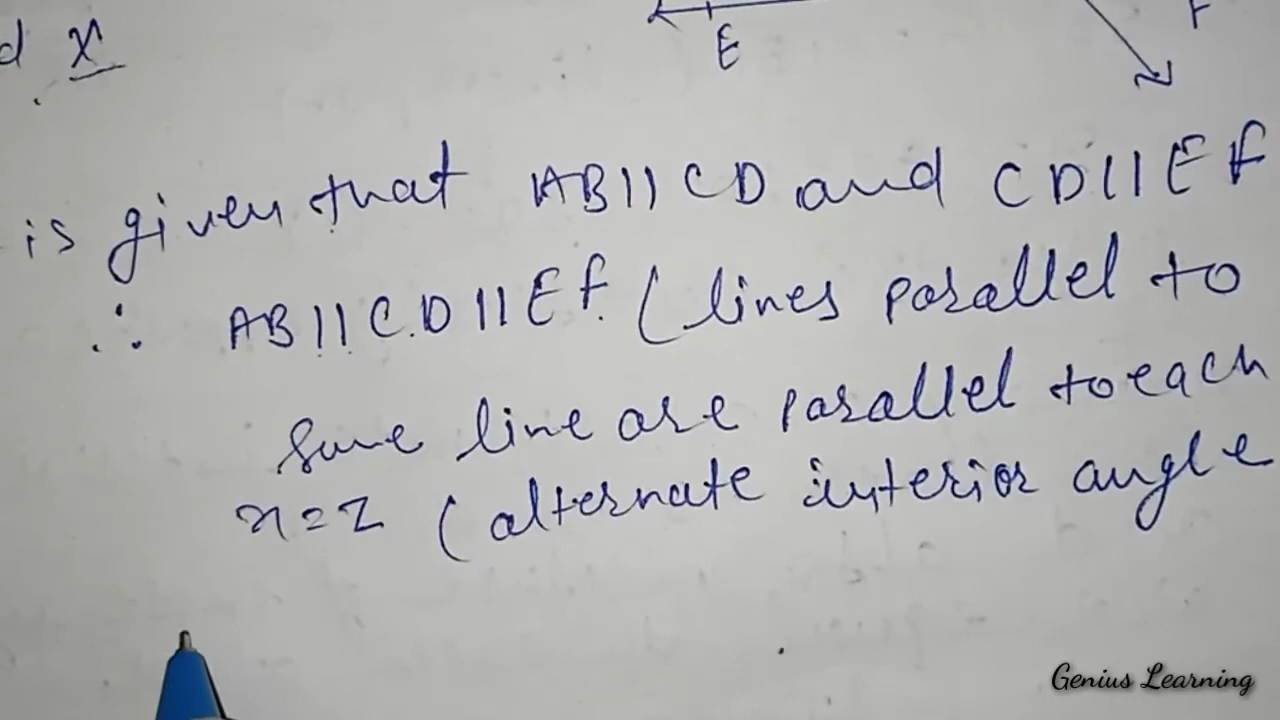 d x
E
F
is given that AB || CD and CD || EF
∴ AB || CD || EF (lines parallel to
same line are parallel to each
x = z (alternate interior angle
Genius Learning